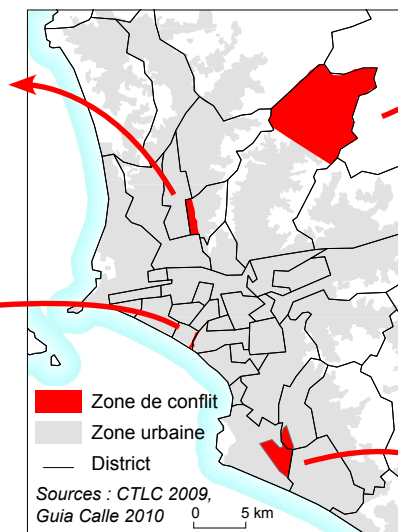 Zone de conflit
Zone urbaine
District
Sources : CTLC 2009,
Guia Calle 2010
0 5 km